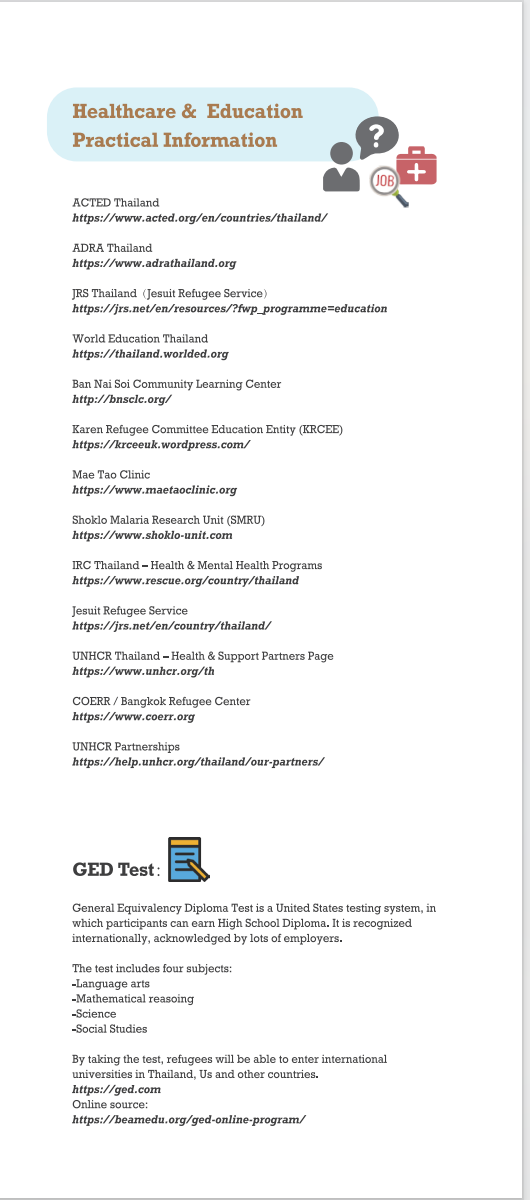 Healthcare & Education
Practical Information
?
JOB
ACTED Thailand
https://www.acted.org/en/countries/thailand/
ADRA Thailand
https://www.adrathailand.org
JRS Thailand（Jesuit Refugee Service）
https://jrs.net/en/resources/?fwp_programme=education
World Education Thailand
https://thailand.worlded.org
Ban Nai Soi Community Learning Center
http://bnsclc.org/
Karen Refugee Committee Education Entity (KRCEE)
https://krceeuk.wordpress.com/
Mae Tao Clinic
https://www.maetaoclinic.org
Shoklo Malaria Research Unit (SMRU)
https://www.shoklo-unit.com
IRC Thailand – Health & Mental Health Programs
https://www.rescue.org/country/thailand
Jesuit Refugee Service
https://jrs.net/en/country/thailand/
UNHCR Thailand – Health & Support Partners Page
https://www.unhcr.org/th
COERR / Bangkok Refugee Center
https://www.coerr.org
UNHCR Partnerships
https://help.unhcr.org/thailand/our-partners/
GED Test：
General Equivalency Diploma Test is a United States testing system, in
which participants can earn High School Diploma. It is recognized
internationally, acknowledged by lots of employers.
The test includes four subjects:
-Language arts
-Mathematical reasoing
-Science
-Social Studies
By taking the test, refugees will be able to enter international
universities in Thailand, Us and other countries.
https://ged.com
Online source:
https://beamedu.org/ged-online-program/